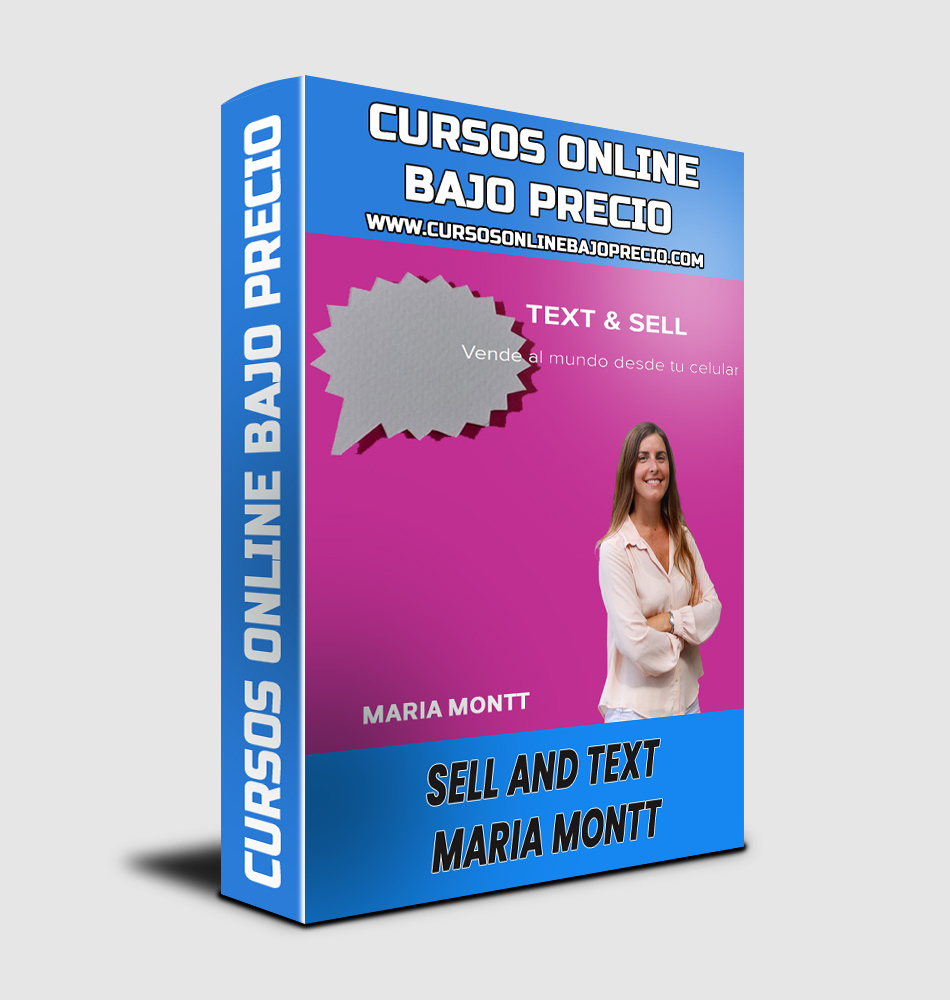 CURSOS ONLINE BAJO PRECIO
CURSOS ONLINE
BAJO PRECIO
WWW.CURSOSONLINEBAJOPRECIO.COM
TEXT & SELL
Vende al mundo desde tu celular
MARIA MONTT
SELL AND TEXT
MARIA MONTT